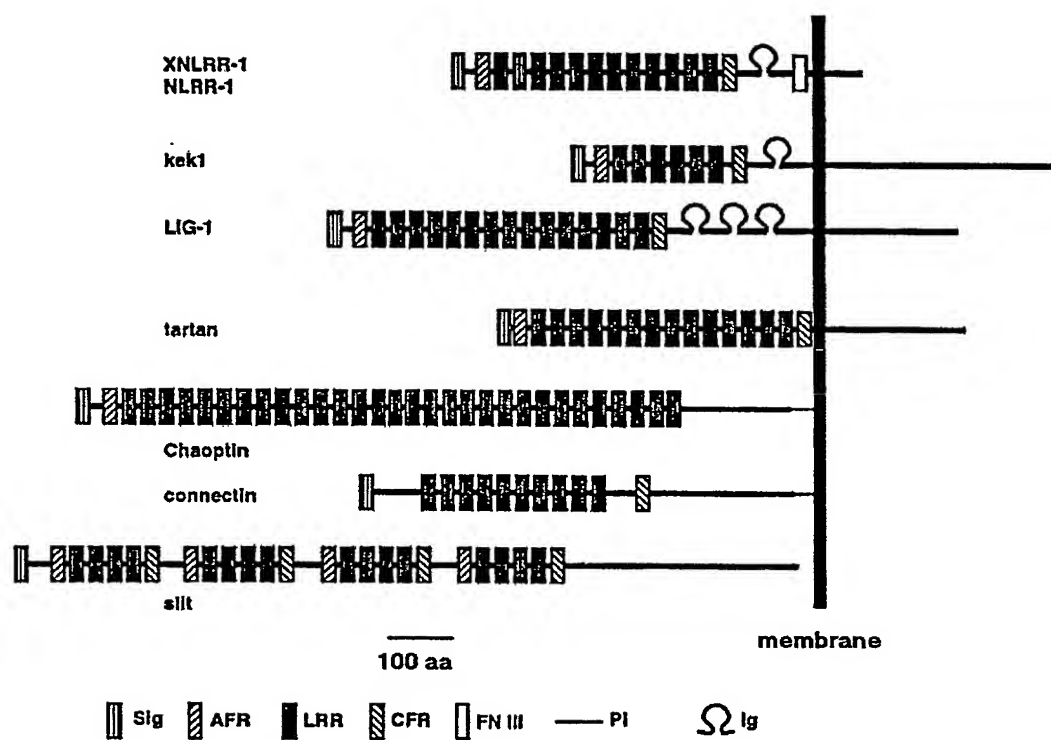 XNLRR-1
NLRR-1
kek1
LIG-1
tartan
Chaoptin
connectin
slit
100 aa
membrane
Sig AFR LRR CFR FN III PI Ig